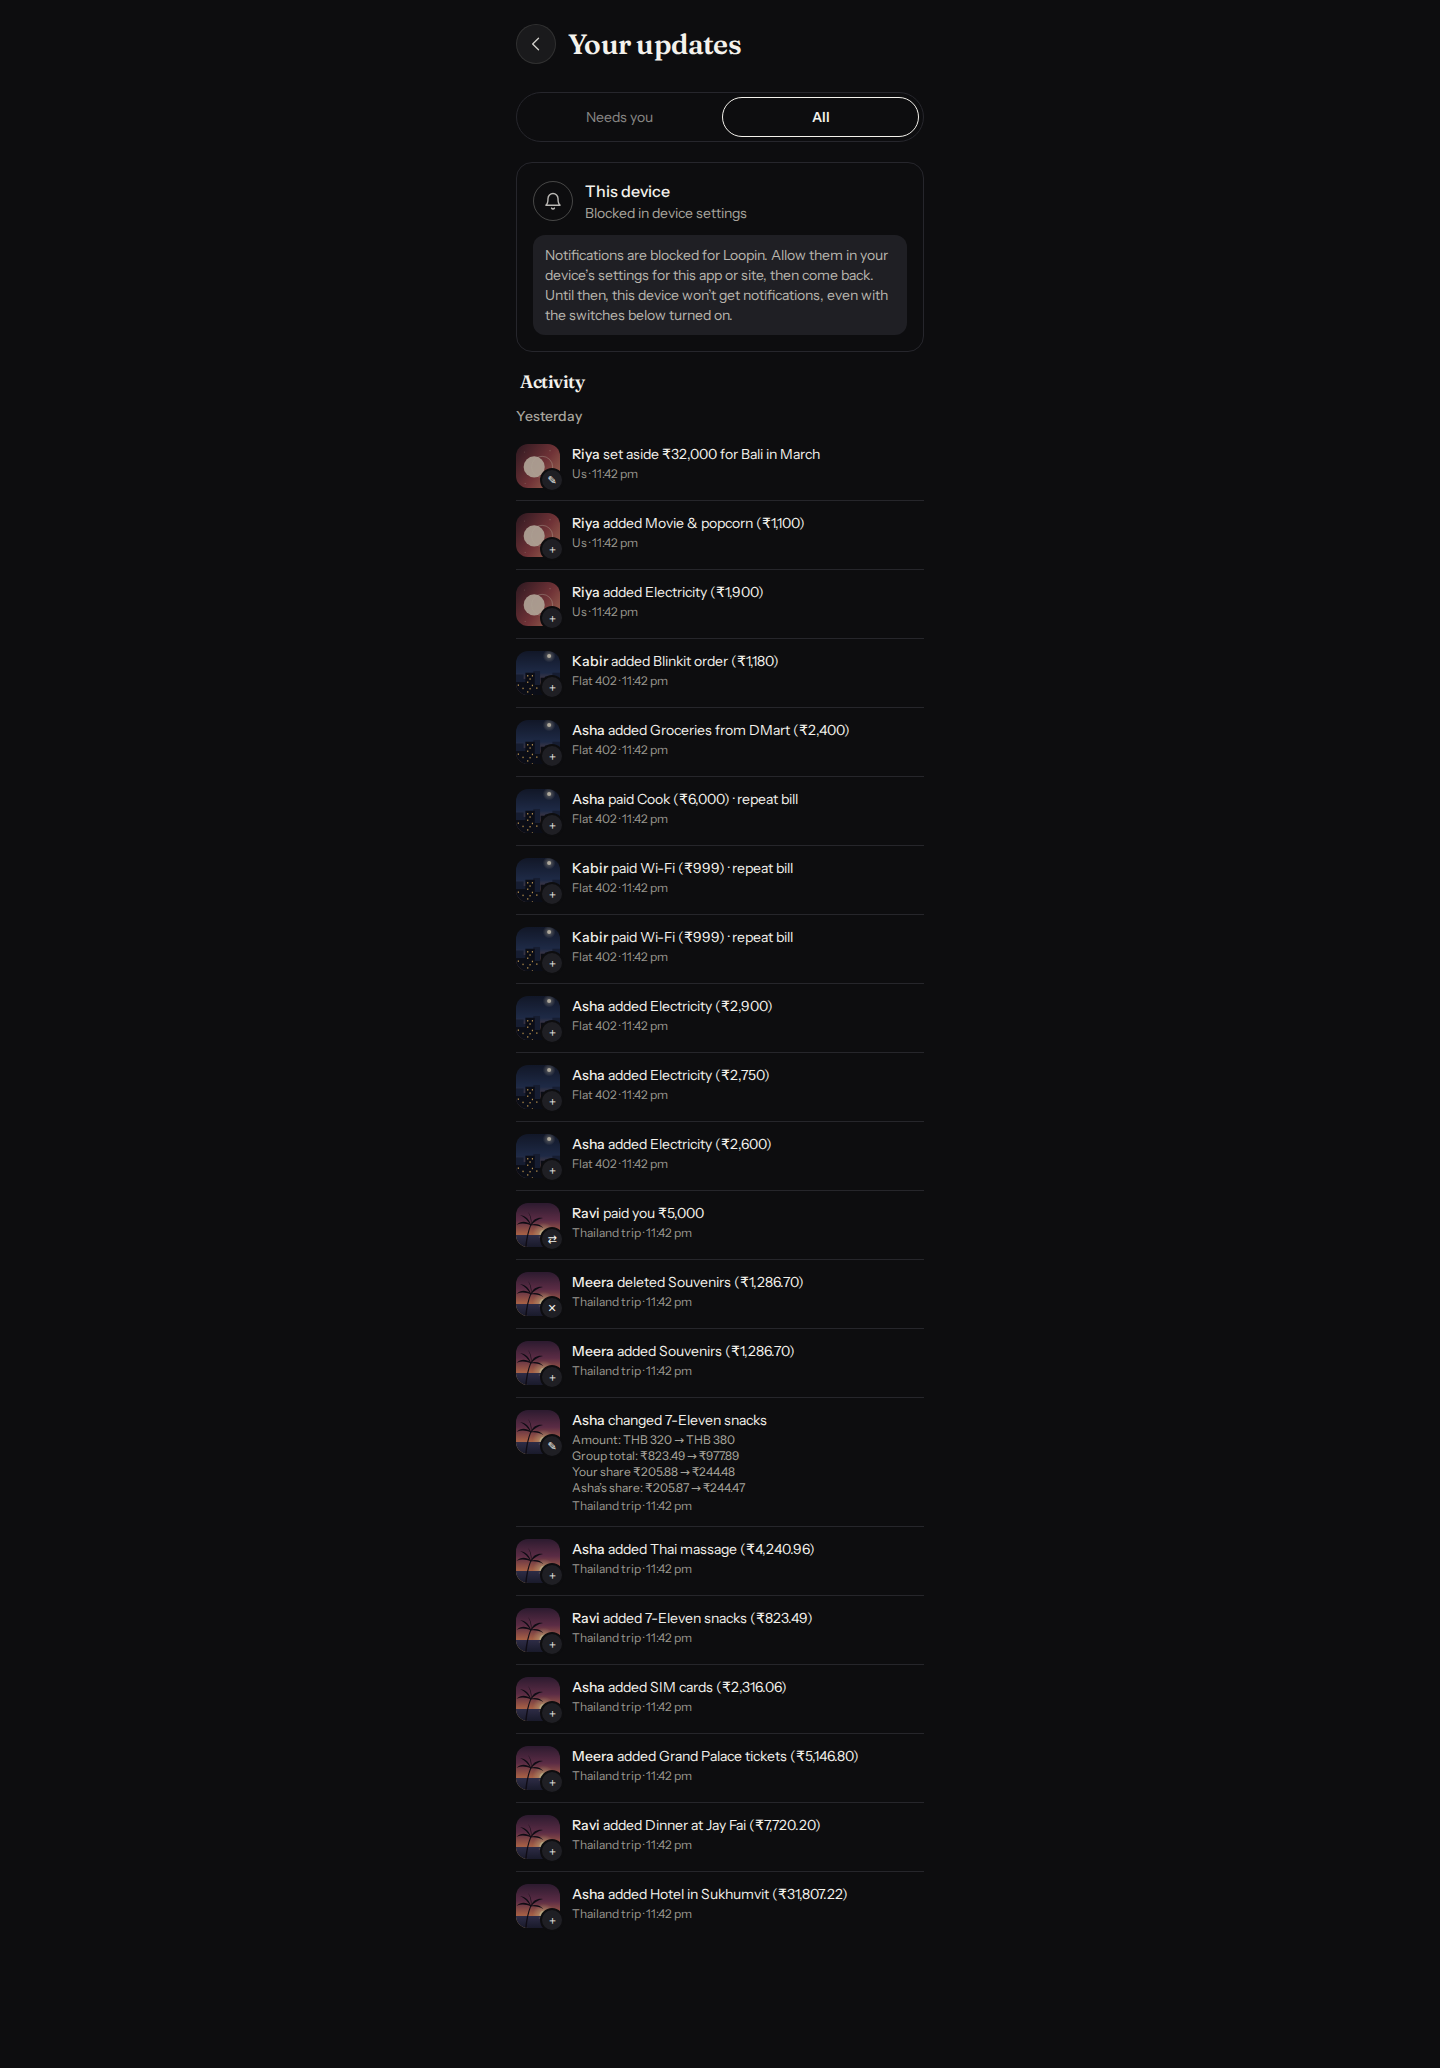 Your updates
Needs you
All
This device
Blocked in device settings
Notifications are blocked for Loopin. Allow them in your
device's settings for this app or site, then come back.
Until then, this device won't get notifications, even with
the switches below turned on.
Activity
Yesterday
Riya set aside ₹32,000 for Bali in March
Us · 11:42 pm
Riya added Movie & popcorn (₹1,100)
Us · 11:42 pm
Riya added Electricity (₹1,900)
Us · 11:42 pm
Kabir added Blinkit order (₹1,180)
Flat 402 · 11:42 pm
Asha added Groceries from DMart (₹2,400)
Flat 402 · 11:42 pm
Asha paid Cook (₹6,000) · repeat bill
Flat 402 · 11:42 pm
Kabir paid Wi-Fi (₹999) · repeat bill
Flat 402 · 11:42 pm
Kabir paid Wi-Fi (₹999) · repeat bill
Flat 402 · 11:42 pm
Asha added Electricity (₹2,900)
Flat 402 · 11:42 pm
Asha added Electricity (₹2,750)
Flat 402 · 11:42 pm
Asha added Electricity (₹2,600)
Flat 402 · 11:42 pm
Ravi paid you ₹5,000
Thailand trip · 11:42 pm
Meera deleted Souvenirs (₹1,286.70)
Thailand trip · 11:42 pm
Meera added Souvenirs (₹1,286.70)
Thailand trip · 11:42 pm
Asha changed 7-Eleven snacks
Amount: THB 320 → THB 380
Group total: ₹823.49 → ₹977.89
Your share ₹205.88 → ₹244.48
Asha's share: ₹205.87 → ₹244.47
Thailand trip · 11:42 pm
Asha added Thai massage (₹4,240.96)
Thailand trip · 11:42 pm
Ravi added 7-Eleven snacks (₹823.49)
Thailand trip · 11:42 pm
Asha added SIM cards (₹2,316.06)
Thailand trip · 11:42 pm
Meera added Grand Palace tickets (₹5,146.80)
Thailand trip · 11:42 pm
Ravi added Dinner at Jay Fai (₹7,720.20)
Thailand trip · 11:42 pm
Asha added Hotel in Sukhumvit (₹31,807.22)
Thailand trip · 11:42 pm